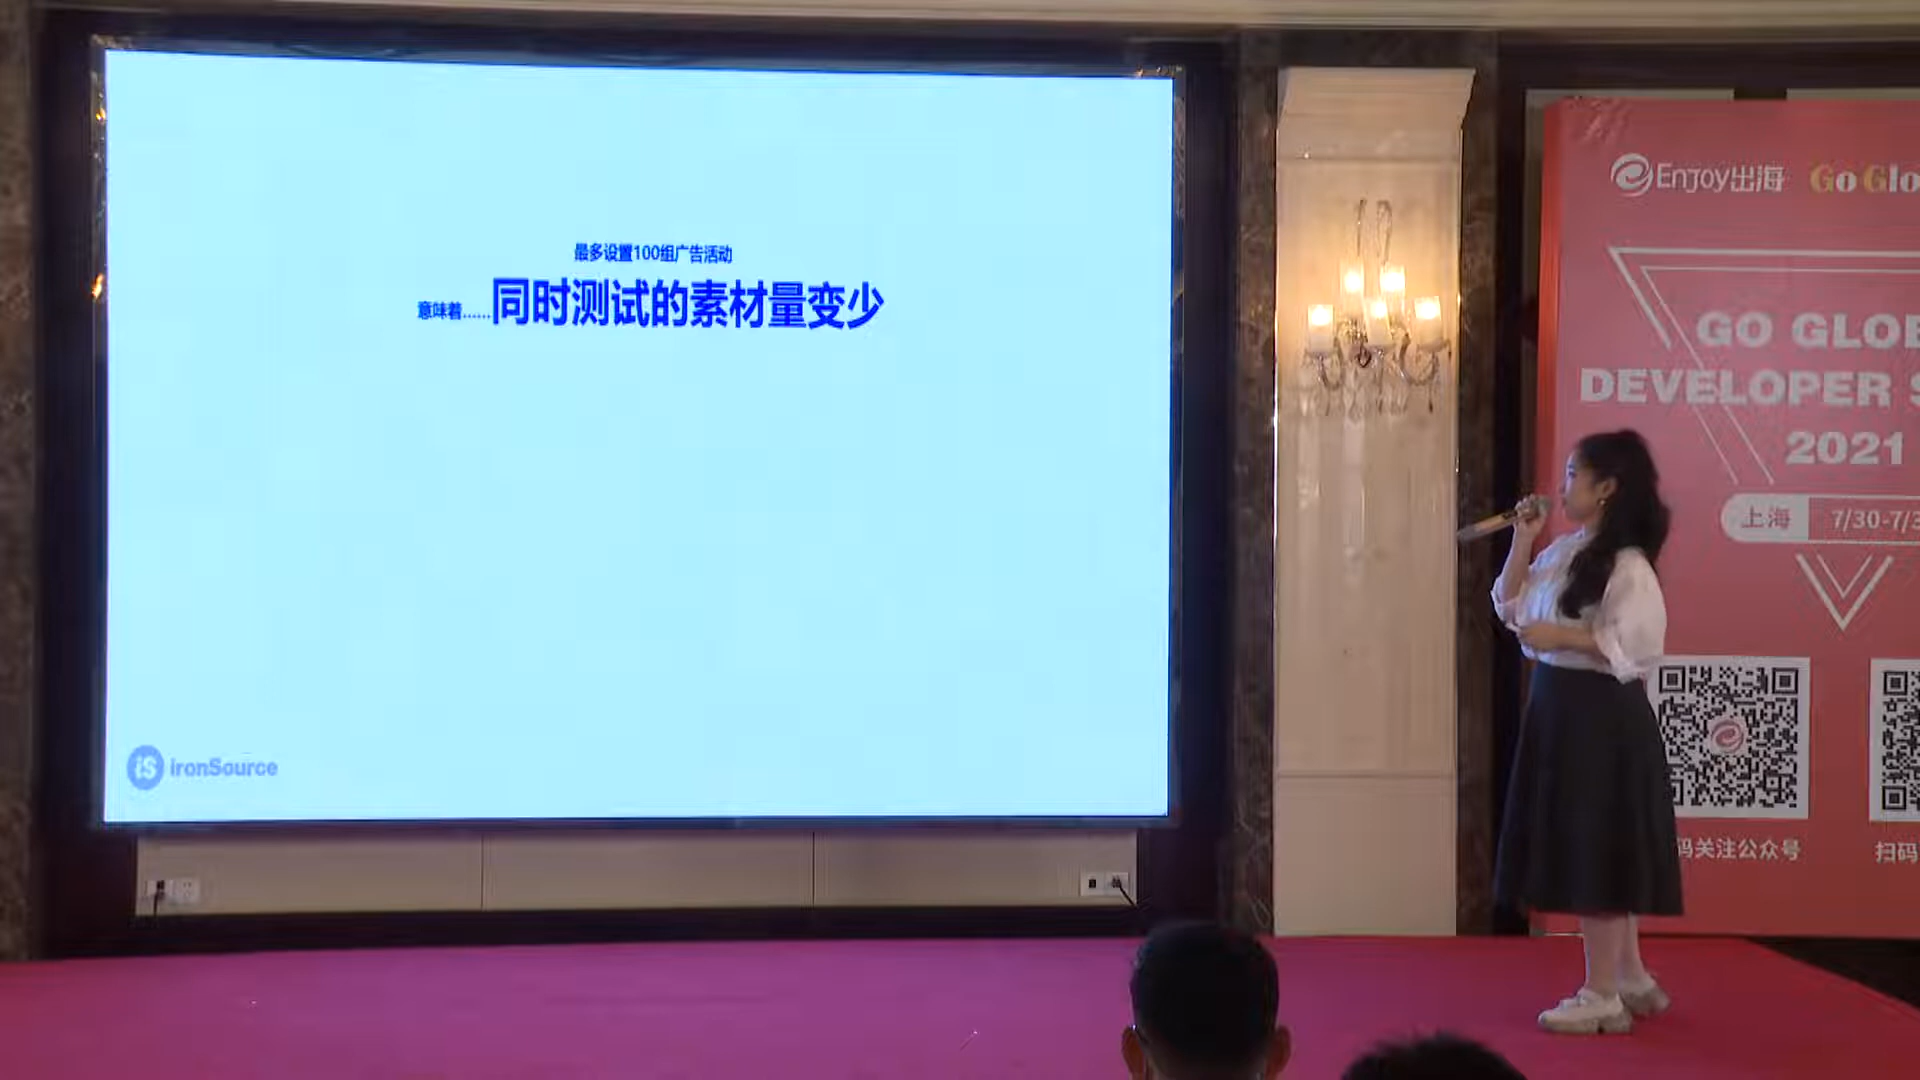 最多设置100组广告活动
意味着......同时测试的素材量变少
iS ironSource
Enjoy出海 Go Glo
GO GLOB
DEVELOPER S
2021
上海 7/30-7/3
码关注公众号
扫码